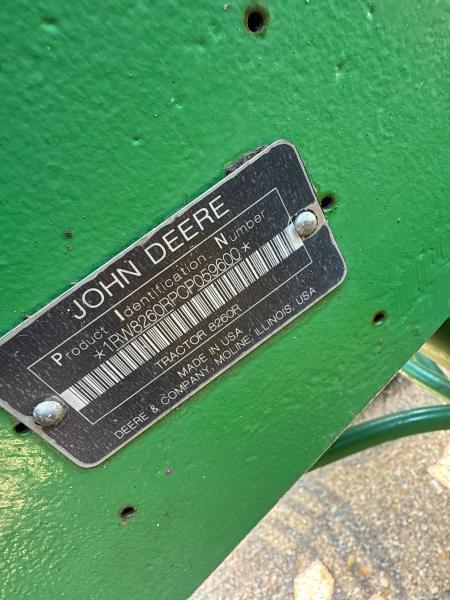 JOHN DEERE
Product Identification Number
*1RW8260RPCP059600*
TRACTOR 8260R
MADE IN USA
DEERE & COMPANY, MOLINE, ILLINOIS, USA